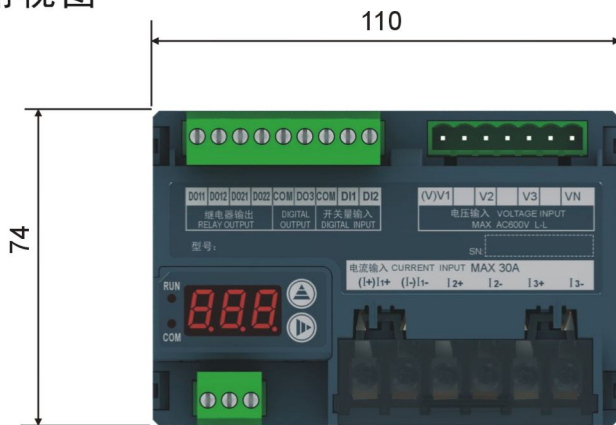 视图
110
74
DO11 DO12 DO21 DO22 COM DO3 COM DI1 DI2
继电器输出 DIGITAL 开关量输入
RELAY OUTPUT OUTPUT DIGITAL INPUT
(V)V1 V2 V3 VN
电压输入 VOLTAGE INPUT
MAX AC600V L-L
型号:
SN:
电流输入 CURRENT INPUT MAX 30A
(I+)I1+ (I-)I1- I2+ I2- I3+ I3-
RUN
8.8.8.
COM